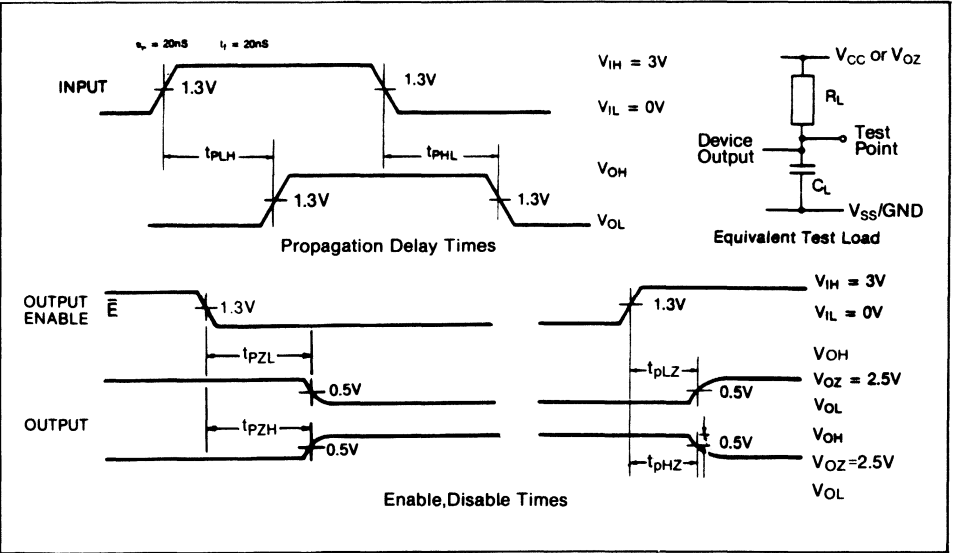 tr = 20nS tf = 20nS
INPUT
1.3V
1.3V
VIH = 3V
VIL = 0V
tPLH
tPHL
1.3V
1.3V
VOH
VOL
Propagation Delay Times
VCC or VOZ
RL
Device Output
Test Point
CL
VSS/GND
Equivalent Test Load
OUTPUT ENABLE
E̅
1.3V
1.3V
VIH = 3V
VIL = 0V
tPZL
tpLZ
0.5V
0.5V
VOH
VOZ = 2.5V
VOL
OUTPUT
tPZH
0.5V
tpHZ
0.5V
VOH
VOZ=2.5V
VOL
Enable,Disable Times